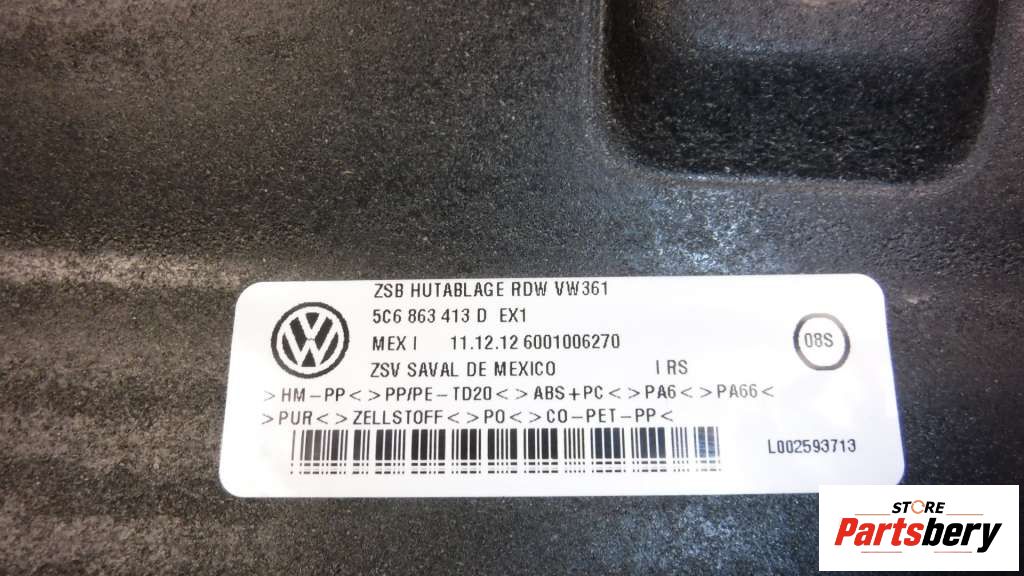 ZSB HUTABLAGE RDW VW361
5C6 863 413 D EX1
MEX I 11.12.12 6001006270
08S
ZSV SAVAL DE MEXICO I RS
>HM-PP<>PP/PE-TD20<>ABS+PC<>PA6<>PA66<
>PUR<>ZELLSTOFF<>PO<>CO-PET-PP<
L002593713
STORE
Partsbery